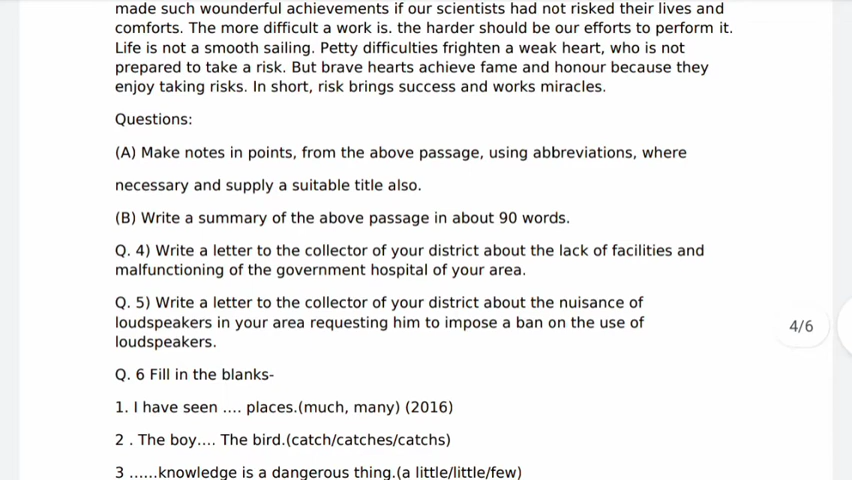 made such wounderful achievements if our scientists had not risked their lives and
comforts. The more difficult a work is. the harder should be our efforts to perform it.
Life is not a smooth sailing. Petty difficulties frighten a weak heart, who is not
prepared to take a risk. But brave hearts achieve fame and honour because they
enjoy taking risks. In short, risk brings success and works miracles.
Questions:
(A) Make notes in points, from the above passage, using abbreviations, where
necessary and supply a suitable title also.
(B) Write a summary of the above passage in about 90 words.
Q. 4) Write a letter to the collector of your district about the lack of facilities and
malfunctioning of the government hospital of your area.
Q. 5) Write a letter to the collector of your district about the nuisance of
loudspeakers in your area requesting him to impose a ban on the use of
loudspeakers.
4/6
Q. 6 Fill in the blanks-
1. I have seen .... places.(much, many) (2016)
2 . The boy.... The bird.(catch/catches/catchs)
3 ......knowledge is a dangerous thing.(a little/little/few)